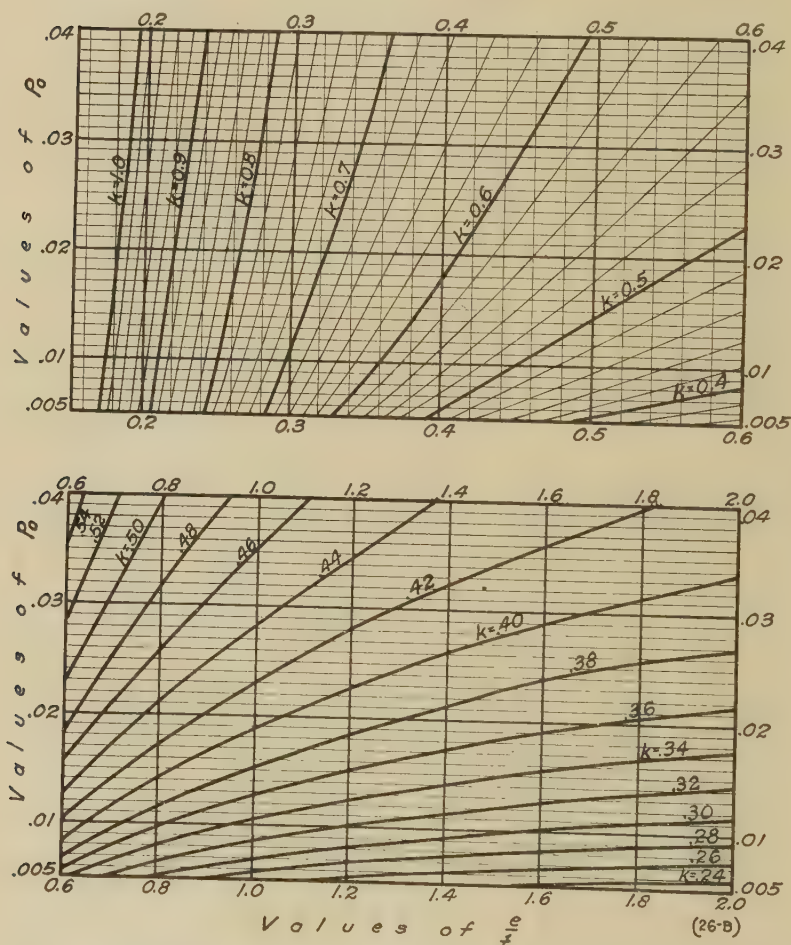 0.2 0.3 0.4 0.5 0.6
.04 .04
.03 .03
.02 .02
.01 .01
.005 .005
Values of P₀
k=1.0
k=0.9
k=0.8
k=0.7
k=0.6
k=0.5
k=0.4
0.2 0.3 0.4 0.5 0.6
0.6 0.8 1.0 1.2 1.4 1.6 1.8 2.0
.04 .04
.03 .03
.02 .02
.01 .01
.005 .005
Values of P₀
.54
.52
k=.50
.48
.46
.44
.42
k=.40
.38
.36
k=.34
.32
.30
.28
.26
k=.24
0.6 0.8 1.0 1.2 1.4 1.6 1.8 2.0
Values of e/t
(26-B)